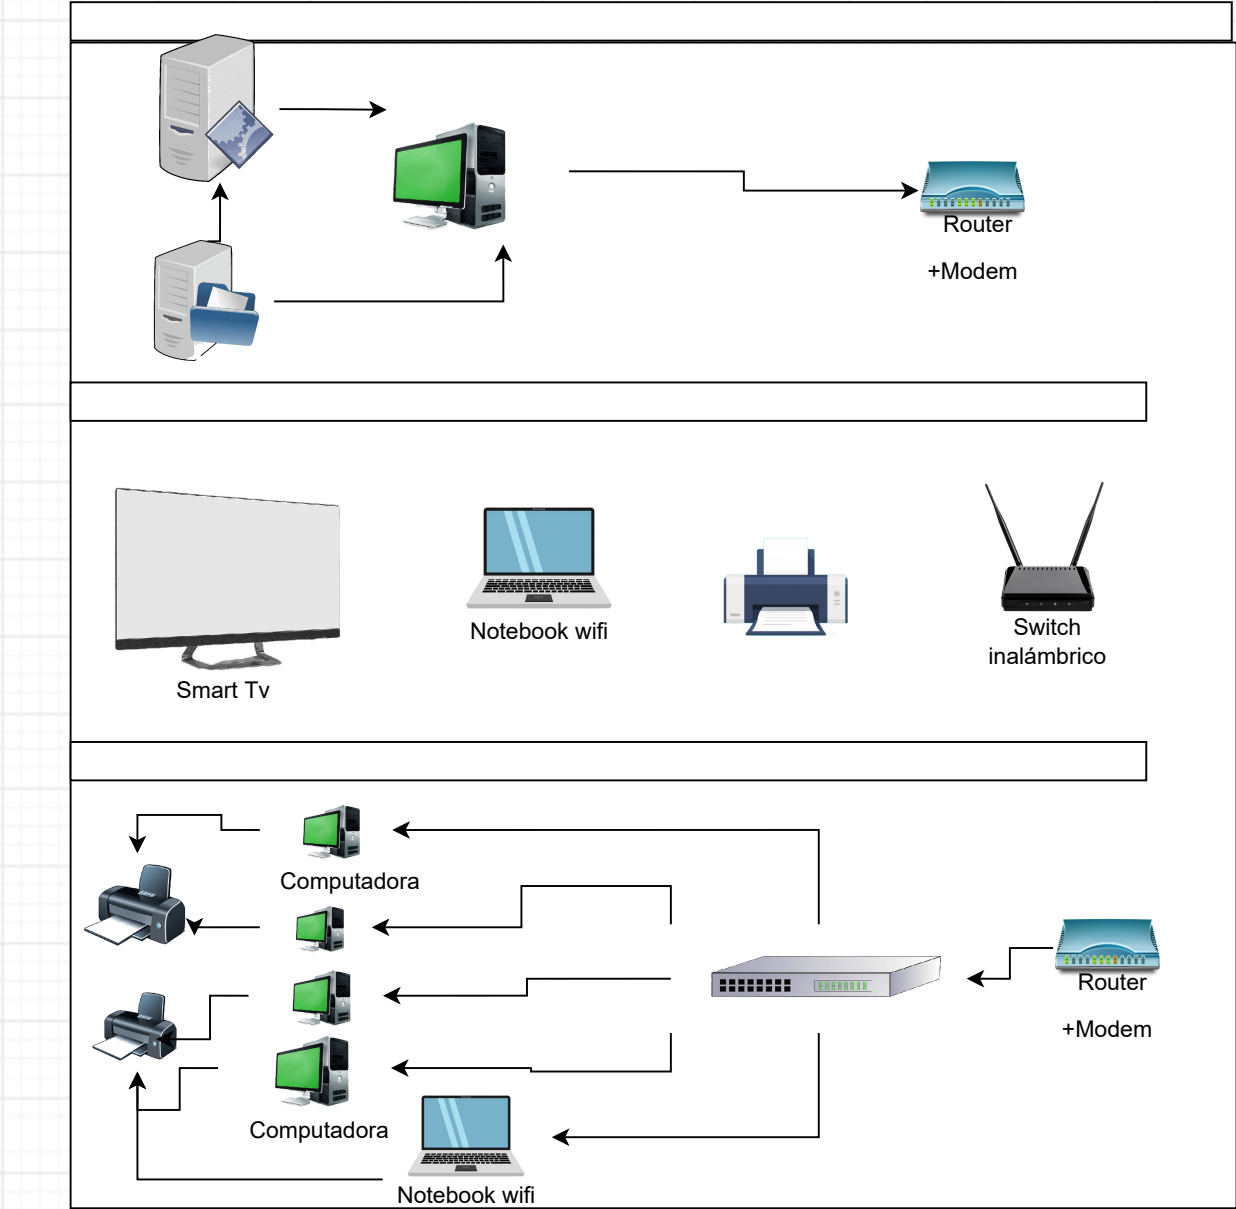 Router
+Modem
Smart Tv
Notebook wifi
Switch
inalámbrico
Computadora
Router
+Modem
Computadora
Notebook wifi